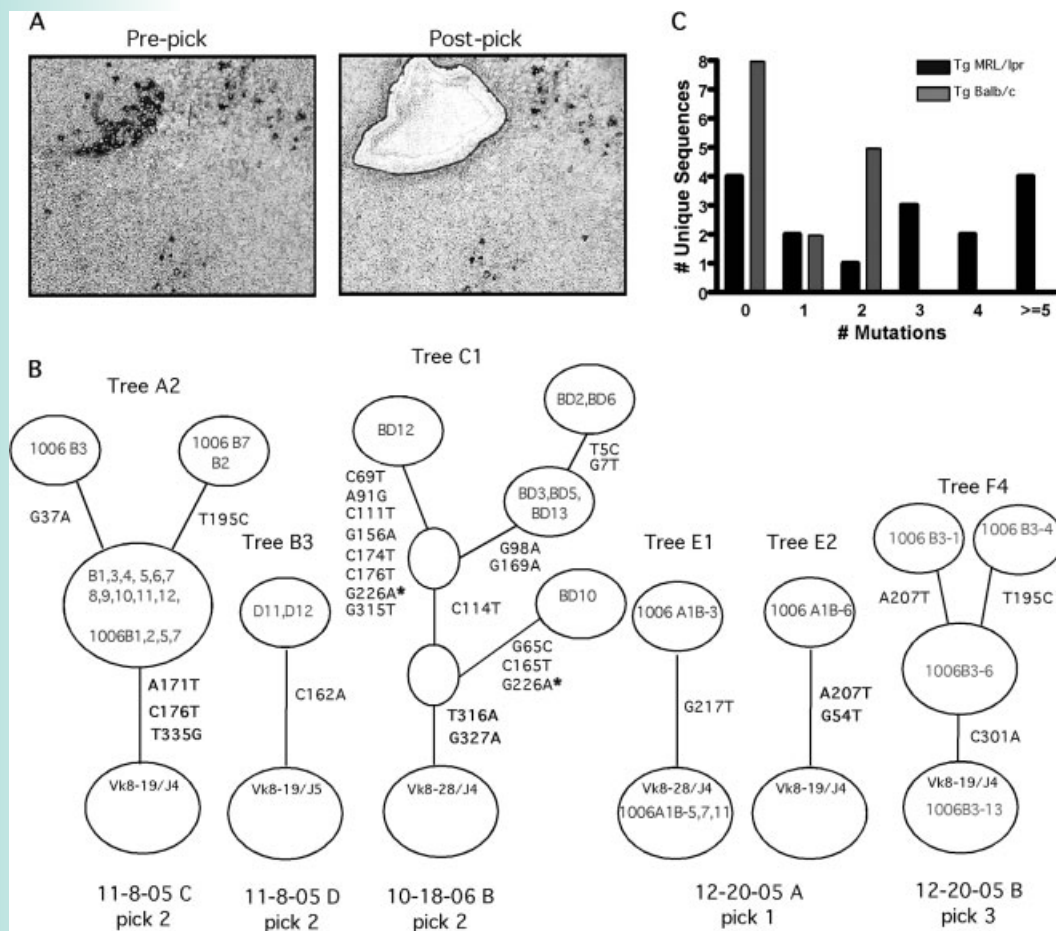 A
Pre-pick
Post-pick
C
8
7
6
5
4
3
2
1
0
# Unique Sequences
Tg MRL/lpr
Tg Balb/c
0
1
2
3
4
>=5
# Mutations
B
Tree A2
1006 B3
1006 B7
B2
G37A
T195C
B1,3,4, 5,6,7
8,9,10,11,12,
1006B1,2,5,7
A171T
C176T
T335G
Vk8-19/J4
11-8-05 C
pick 2
Tree B3
D11,D12
C162A
Vk8-19/J5
11-8-05 D
pick 2
Tree C1
BD12
BD2,BD6
C69T
A91G
C111T
G156A
C174T
C176T
G226A*
G315T
T5C
G7T
BD3,BD5,
BD13
G98A
G169A
C114T
BD10
G65C
C165T
G226A*
T316A
G327A
Vk8-28/J4
10-18-06 B
pick 2
Tree E1
1006 A1B-3
G217T
Vk8-28/J4
1006A1B-5,7,11
Tree E2
1006 A1B-6
A207T
G54T
Vk8-19/J4
12-20-05 A
pick 1
Tree F4
1006 B3-1
1006 B3-4
A207T
T195C
1006B3-6
C301A
Vk8-19/J4
1006B3-13
12-20-05 B
pick 3